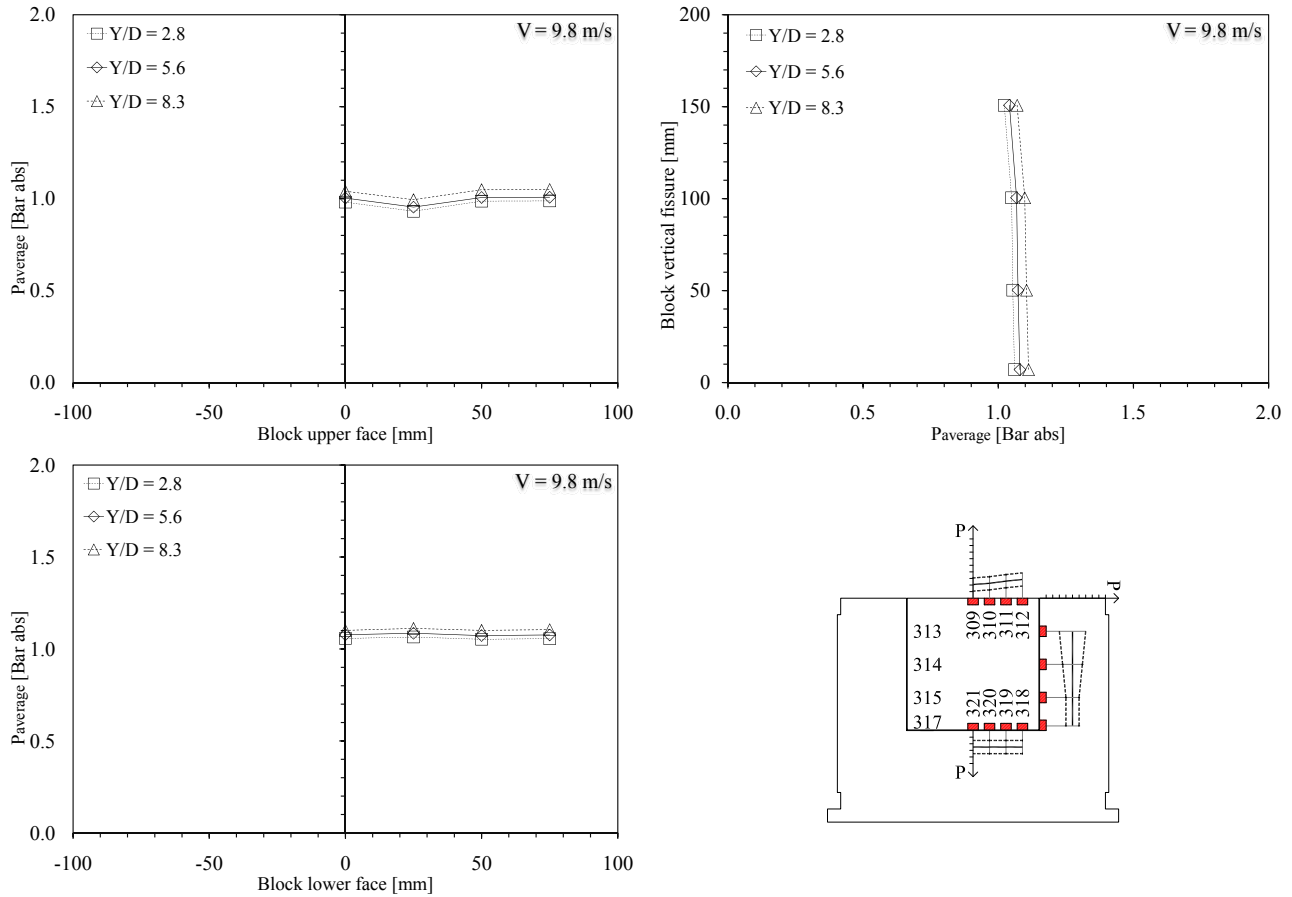 2.0
1.5
1.0
0.5
0.0
-100 -50 0 50 100
Paverage [Bar abs]
Block upper face [mm]
Y/D = 2.8
Y/D = 5.6
Y/D = 8.3
V = 9.8 m/s
200
150
100
50
0
0.0 0.5 1.0 1.5 2.0
Block vertical fissure [mm]
Paverage [Bar abs]
Y/D = 2.8
Y/D = 5.6
Y/D = 8.3
V = 9.8 m/s
2.0
1.5
1.0
0.5
0.0
-100 -50 0 50 100
Paverage [Bar abs]
Block lower face [mm]
Y/D = 2.8
Y/D = 5.6
Y/D = 8.3
V = 9.8 m/s
P
P
309 310 311 312
313
314
315
317
321 320 319 318
P